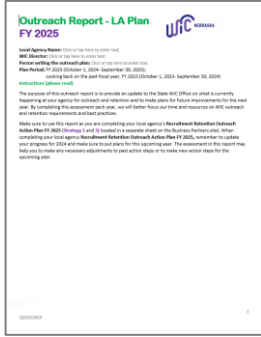 Outreach Report - LA Plan
FY 2025
WiC NEBRASKA
Local Agency Name: Click or tap here to enter text.
WIC Director: Click or tap here to enter text.
Person writing the outreach plan: Click or tap here to enter text.
Plan Period: FY 2025 (October 1, 2024- September 30, 2025);
Looking back on the past fiscal year, FY 2023 (October 1, 2023- September 30, 2024)
Instructions (please read)
The purpose of this outreach report is to provide an update to the State WIC Office on what is currently
happening at your agency for outreach and retention and to make plans for future improvements for the next
year. By completing this assessment each year, we will better focus our time and resources on WIC outreach
and retention requirements and best practices.
Make sure to use this report as you are completing your local agency's Recruitment Retention Outreach
Action Plan FY 2025 (Strategy 1 and 3) located in a separate sheet on the Business Partners site). When
completing your local agency Recruitment Retention Outreach Action Plan FY 2025, remember to update
your progress for 2024 and make sure to put plans for this upcoming year. The assessment in this report may
help you to make any necessary adjustments to past action steps or to make new action steps for the
upcoming year.
1
10/24/2024